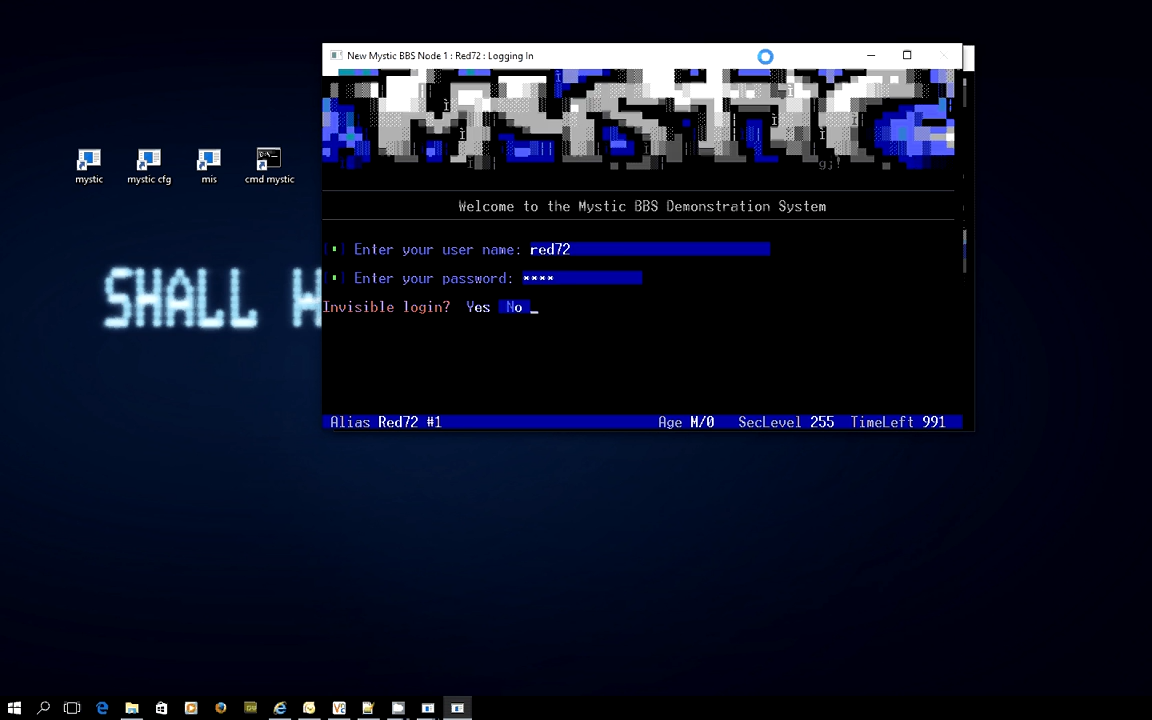 New Mystic BBS Node 1 : Red72 : Logging In
MYSTIC
gj!
Welcome to the Mystic BBS Demonstration System
Enter your user name: red72
Enter your password: ****
Invisible login? Yes No _
Alias Red72 #1 Age M/0 SecLevel 255 TimeLeft 991
mystic
mystic cfg
mis
cmd mystic
SHALL